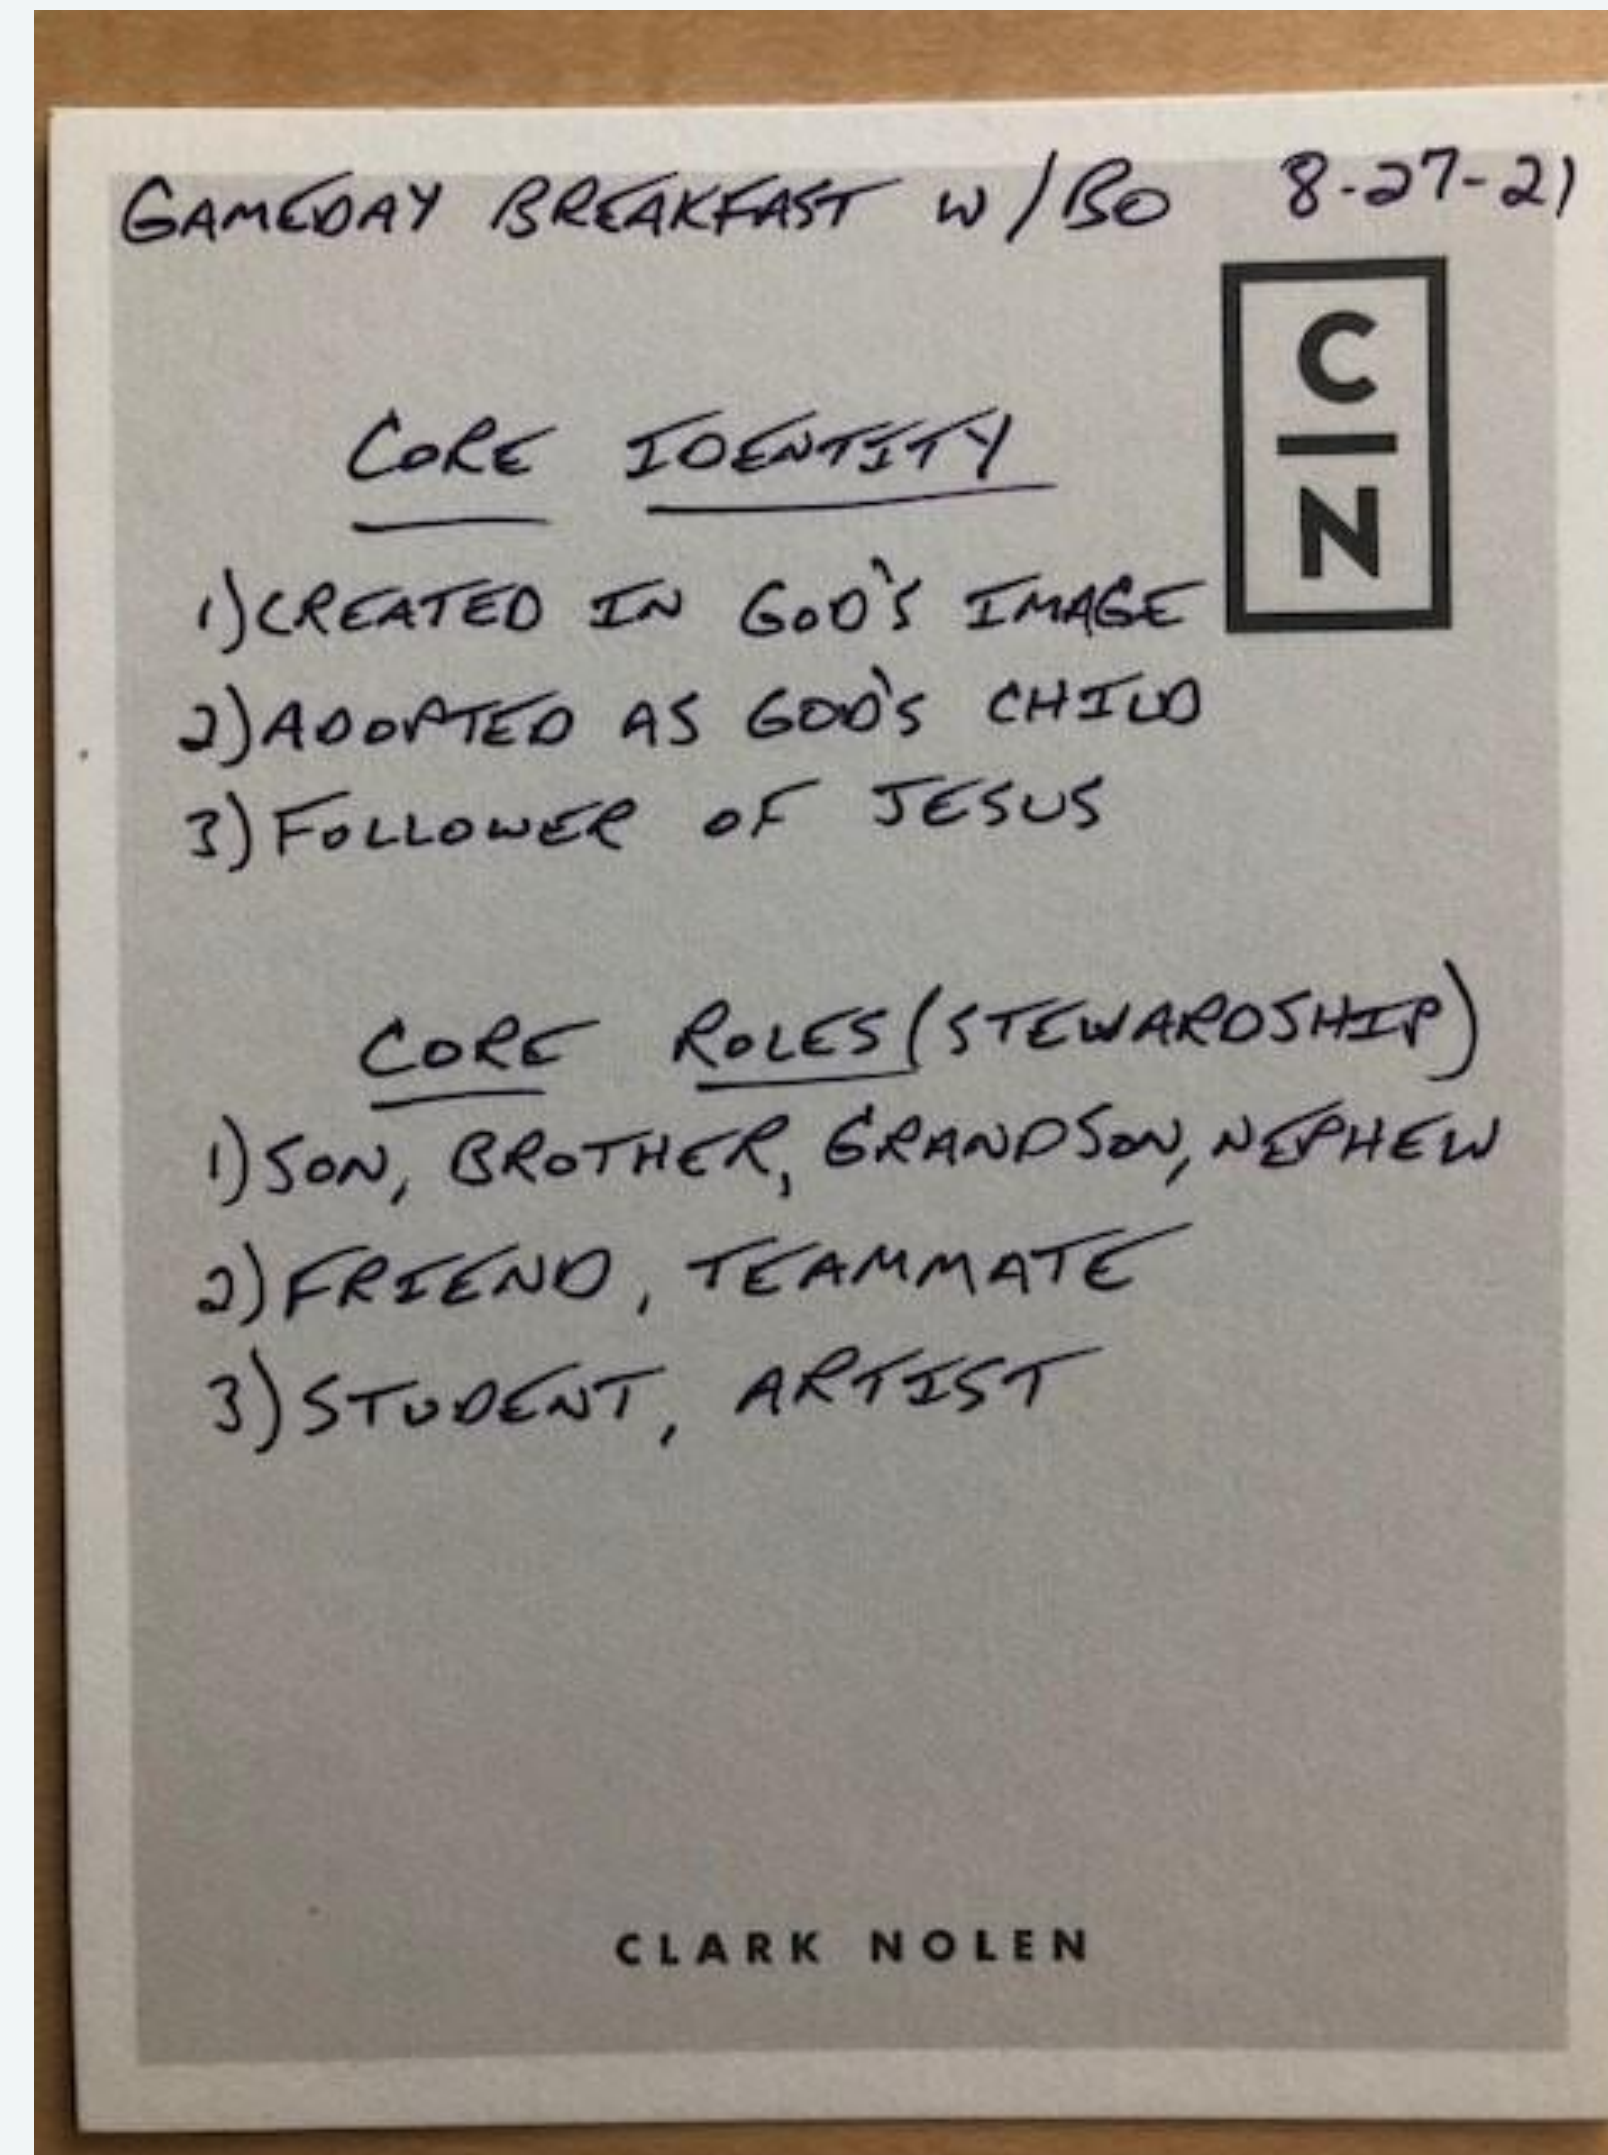 GAMEDAY BREAKFAST W/BO 8-27-21
C
N
CORE IDENTITY
1) CREATED IN GOD'S IMAGE
2) ADOPTED AS GOD'S CHILD
3) FOLLOWER OF JESUS
CORE ROLES (STEWARDSHIP)
1) SON, BROTHER, GRANDSON, NEPHEW
2) FRIEND, TEAMMATE
3) STUDENT, ARTIST
CLARK NOLEN